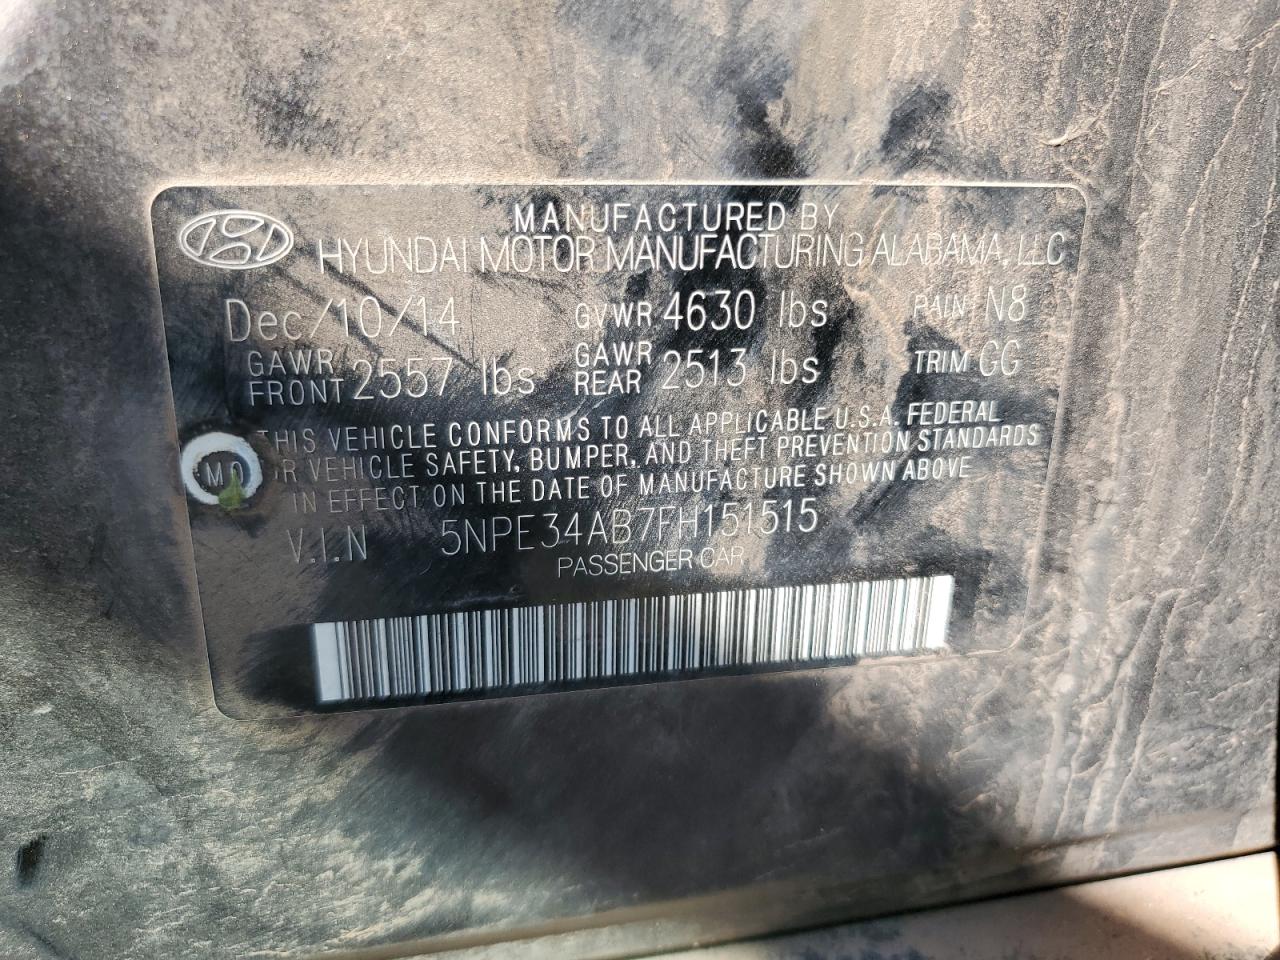 MANUFACTURED BY
HYUNDAI MOTOR MANUFACTURING ALABAMA, LLC
Dec/10/14 GVWR 4630 lbs PAINT N8
GAWR FRONT 2557 lbs GAWR REAR 2513 lbs TRIM GG
THIS VEHICLE CONFORMS TO ALL APPLICABLE U.S.A. FEDERAL
MOTOR VEHICLE SAFETY, BUMPER, AND THEFT PREVENTION STANDARDS
IN EFFECT ON THE DATE OF MANUFACTURE SHOWN ABOVE
V.I.N 5NPE34AB7FH151515
PASSENGER CAR